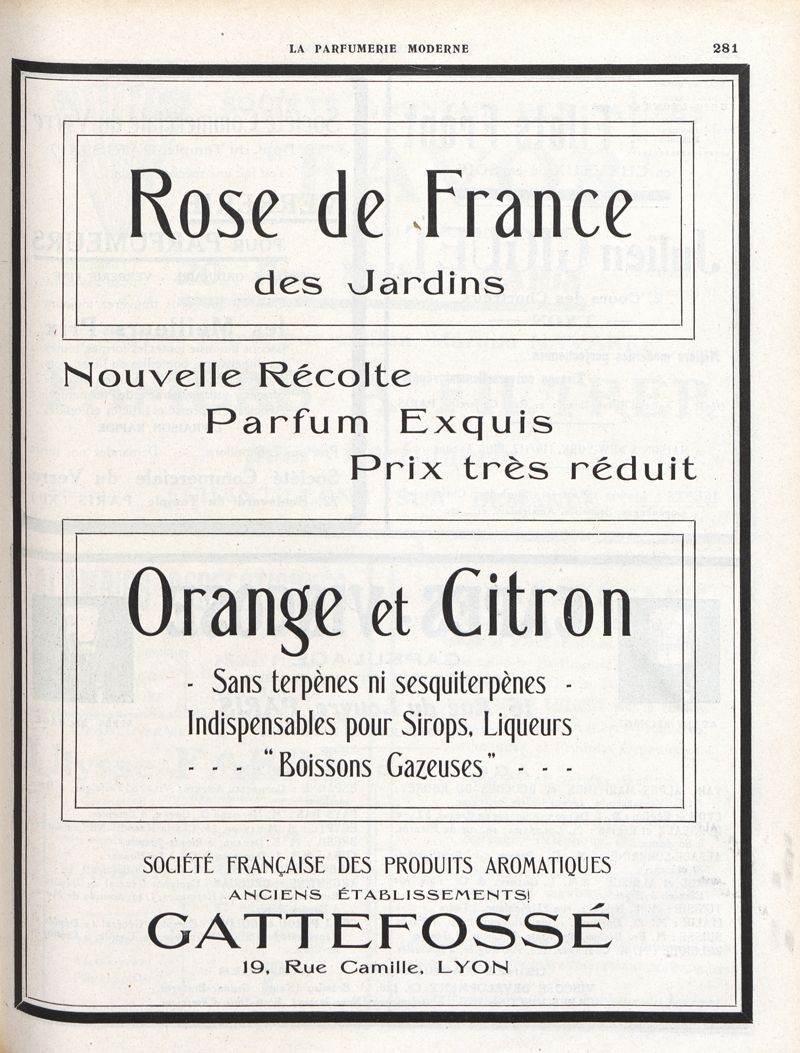 LA PARFUMERIE MODERNE 281
Rose de France
des Jardins
Nouvelle Récolte
Parfum Exquis
Prix très réduit
Orange et Citron
- Sans terpènes ni sesquiterpènes -
Indispensables pour Sirops, Liqueurs
- - - "Boissons Gazeuses" - - -
SOCIÉTÉ FRANÇAISE DES PRODUITS AROMATIQUES
ANCIENS ÉTABLISSEMENTS!
GATTEFOSSÉ
19, Rue Camille, LYON